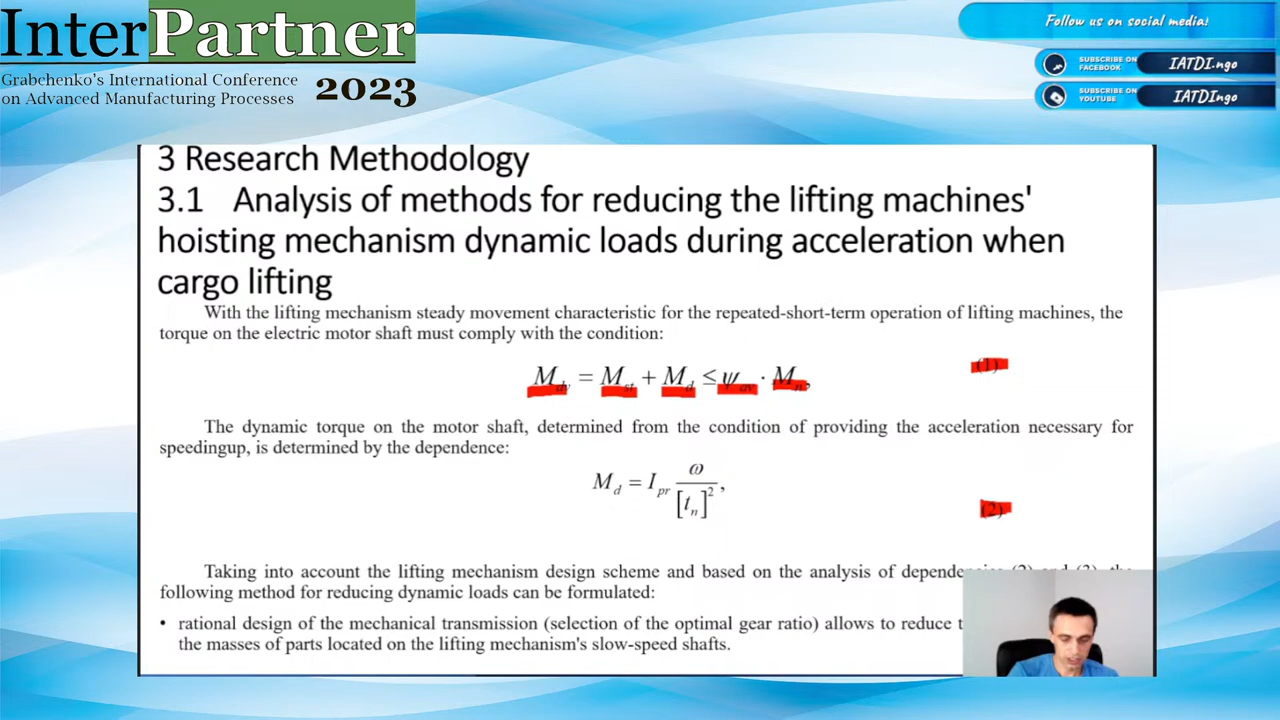 InterPartner
Grabchenko's International Conference
on Advanced Manufacturing Processes
2023
Follow us on social media!
SUBSCRIBE ON
FACEBOOK
IATDI.ngo
SUBSCRIBE ON
YOUTUBE
IATDIngo
3 Research Methodology
3.1 Analysis of methods for reducing the lifting machines'
hoisting mechanism dynamic loads during acceleration when
cargo lifting
With the lifting mechanism steady movement characteristic for the repeated-short-term operation of lifting machines, the
torque on the electric motor shaft must comply with the condition:
M = M_st + M_d ≤ ψ_av · M_n, (1)
The dynamic torque on the motor shaft, determined from the condition of providing the acceleration necessary for
speedingup, is determined by the dependence:
M_d = I_pr ω / [t_n]², (2)
Taking into account the lifting mechanism design scheme and based on the analysis of (2) and (3), the
following method for reducing dynamic loads can be formulated:
• rational design of the mechanical transmission (selection of the optimal gear ratio) allows to reduce
the masses of parts located on the lifting mechanism's slow-speed shafts.